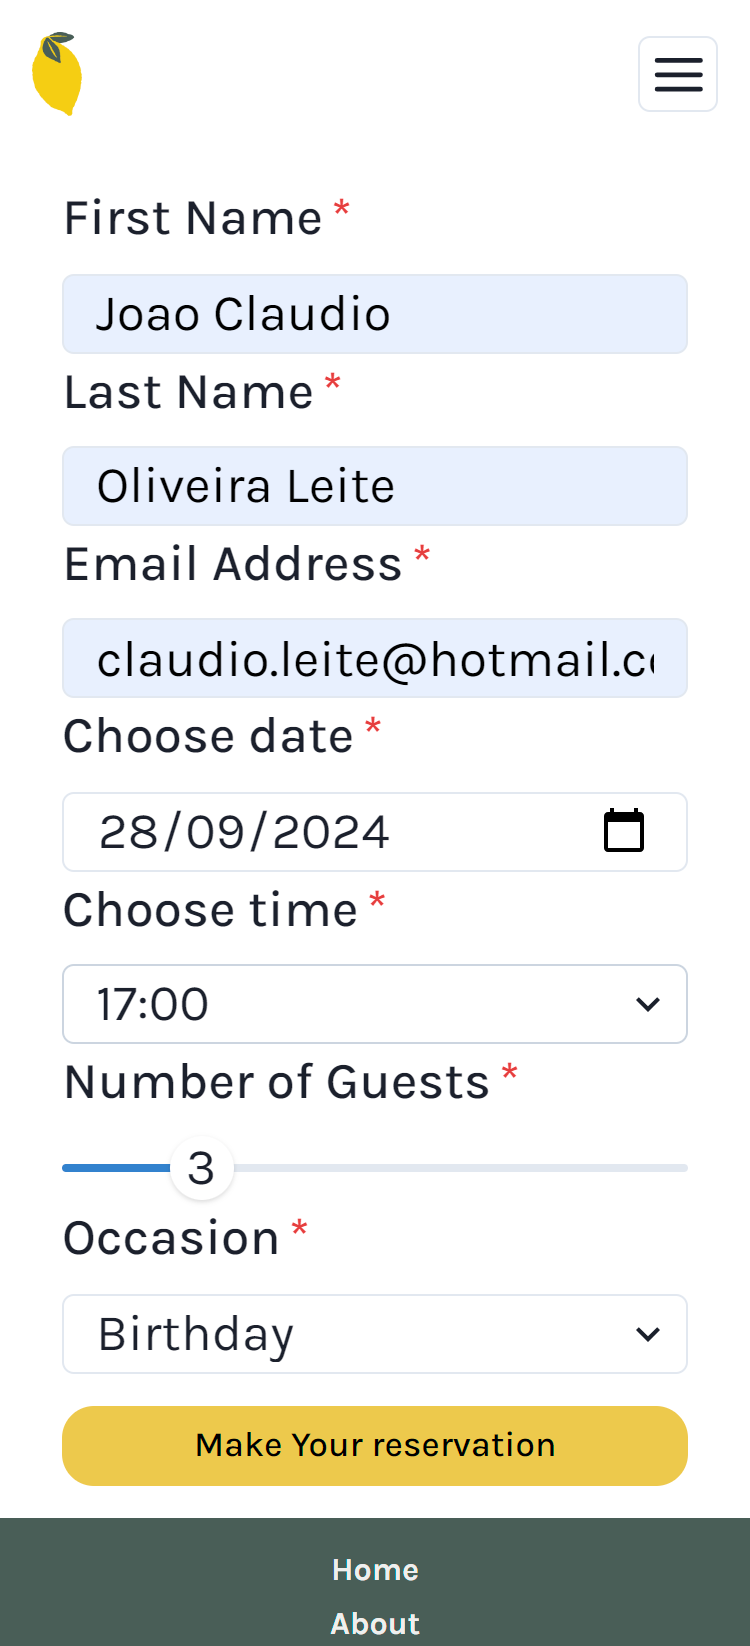 First Name *
Joao Claudio
Last Name *
Oliveira Leite
Email Address *
claudio.leite@hotmail.c
Choose date *
28/09/2024
Choose time *
17:00
Number of Guests *
3
Occasion *
Birthday
Make Your reservation
Home
About